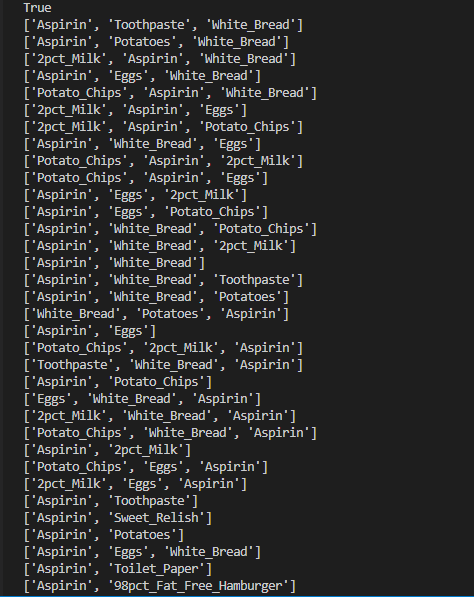 True
['Aspirin', 'Toothpaste', 'White_Bread']
['Aspirin', 'Potatoes', 'White_Bread']
['2pct_Milk', 'Aspirin', 'White_Bread']
['Aspirin', 'Eggs', 'White_Bread']
['Potato_Chips', 'Aspirin', 'White_Bread']
['2pct_Milk', 'Aspirin', 'Eggs']
['2pct_Milk', 'Aspirin', 'Potato_Chips']
['Aspirin', 'White_Bread', 'Eggs']
['Potato_Chips', 'Aspirin', '2pct_Milk']
['Potato_Chips', 'Aspirin', 'Eggs']
['Aspirin', 'Eggs', '2pct_Milk']
['Aspirin', 'Eggs', 'Potato_Chips']
['Aspirin', 'White_Bread', 'Potato_Chips']
['Aspirin', 'White_Bread', '2pct_Milk']
['Aspirin', 'White_Bread']
['Aspirin', 'White_Bread', 'Toothpaste']
['Aspirin', 'White_Bread', 'Potatoes']
['White_Bread', 'Potatoes', 'Aspirin']
['Aspirin', 'Eggs']
['Potato_Chips', '2pct_Milk', 'Aspirin']
['Toothpaste', 'White_Bread', 'Aspirin']
['Aspirin', 'Potato_Chips']
['Eggs', 'White_Bread', 'Aspirin']
['2pct_Milk', 'White_Bread', 'Aspirin']
['Potato_Chips', 'White_Bread', 'Aspirin']
['Aspirin', '2pct_Milk']
['Potato_Chips', 'Eggs', 'Aspirin']
['2pct_Milk', 'Eggs', 'Aspirin']
['Aspirin', 'Toothpaste']
['Aspirin', 'Sweet_Relish']
['Aspirin', 'Potatoes']
['Aspirin', 'Eggs', 'White_Bread']
['Aspirin', 'Toilet_Paper']
['Aspirin', '98pct_Fat_Free_Hamburger']